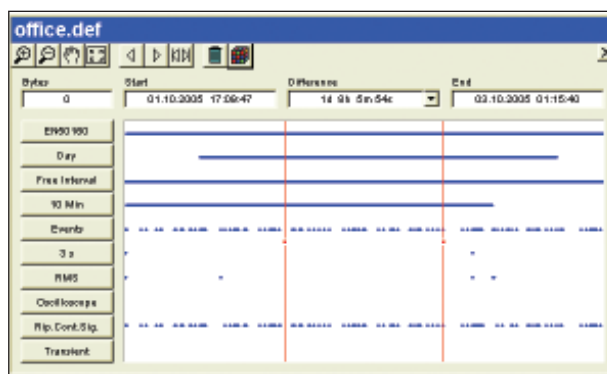 office.def
Bytes Start Difference End
0 01.10.2005 17:09:47 1d 8h 5m 54s 03.10.2005 01:15:40
EN50160
Day
Free Interval
10 Min
Events
3 s
RMS
Oscilloscope
Rip.Cont.Sig.
Transient